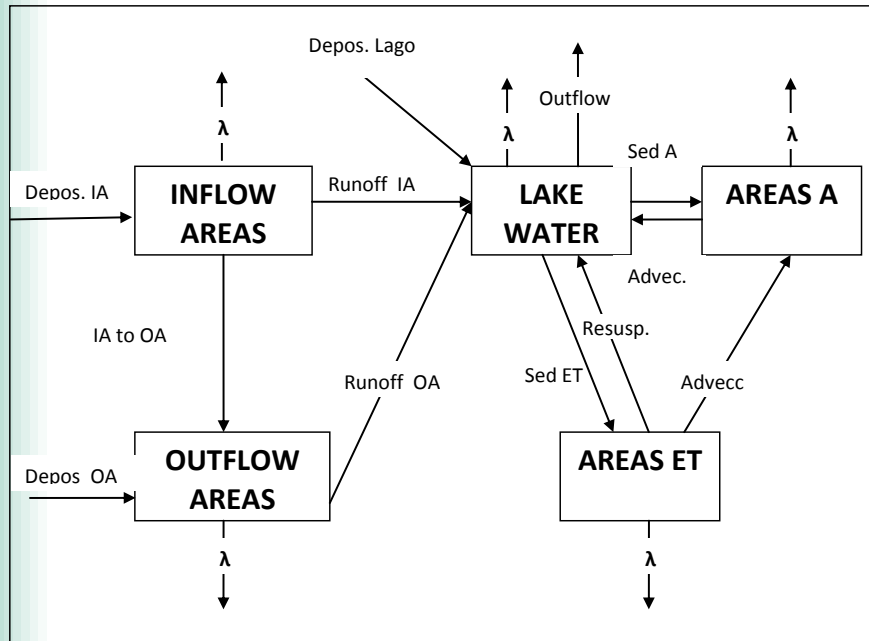 Depos. Lago
Outflow
λ
λ
λ
Sed A
Depos. IA
INFLOW
AREAS
Runoff IA
LAKE
WATER
AREAS A
Advec.
IA to OA
Resusp.
Sed ET
Runoff OA
Advecc
OUTFLOW
AREAS
AREAS ET
Depos OA
λ
λ